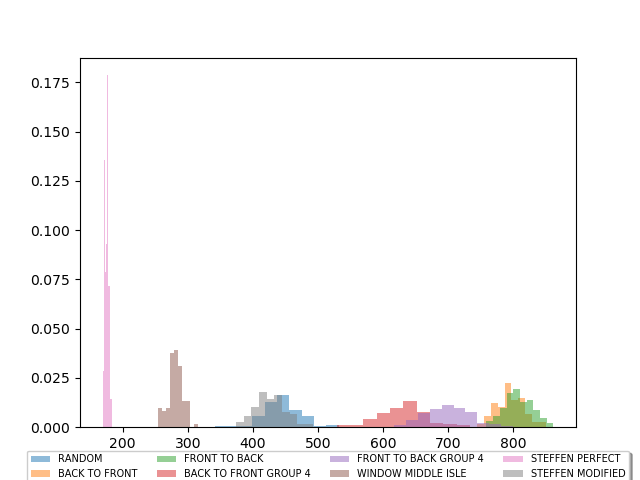 0.175
0.150
0.125
0.100
0.075
0.050
0.025
0.000
200 300 400 500 600 700 800
RANDOM FRONT TO BACK FRONT TO BACK GROUP 4 STEFFEN PERFECT
BACK TO FRONT BACK TO FRONT GROUP 4 WINDOW MIDDLE ISLE STEFFEN MODIFIED